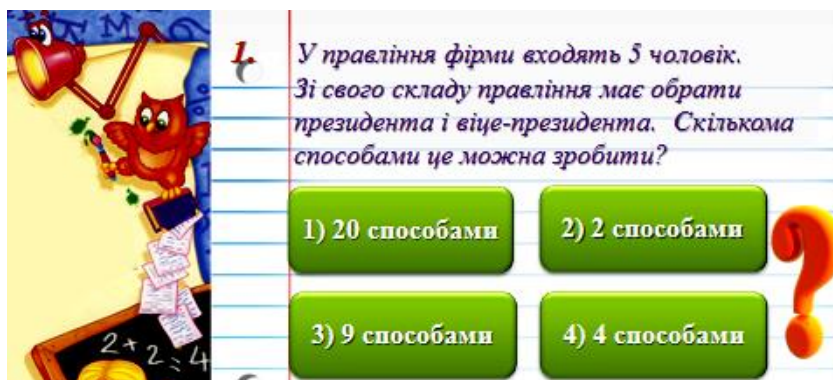 1.
У правління фірми входять 5 чоловік.
Зі свого складу правління має обрати
президента і віце-президента. Скількома
способами це можна зробити?
1) 20 способами
2) 2 способами
3) 9 способами
4) 4 способами
2+2=4